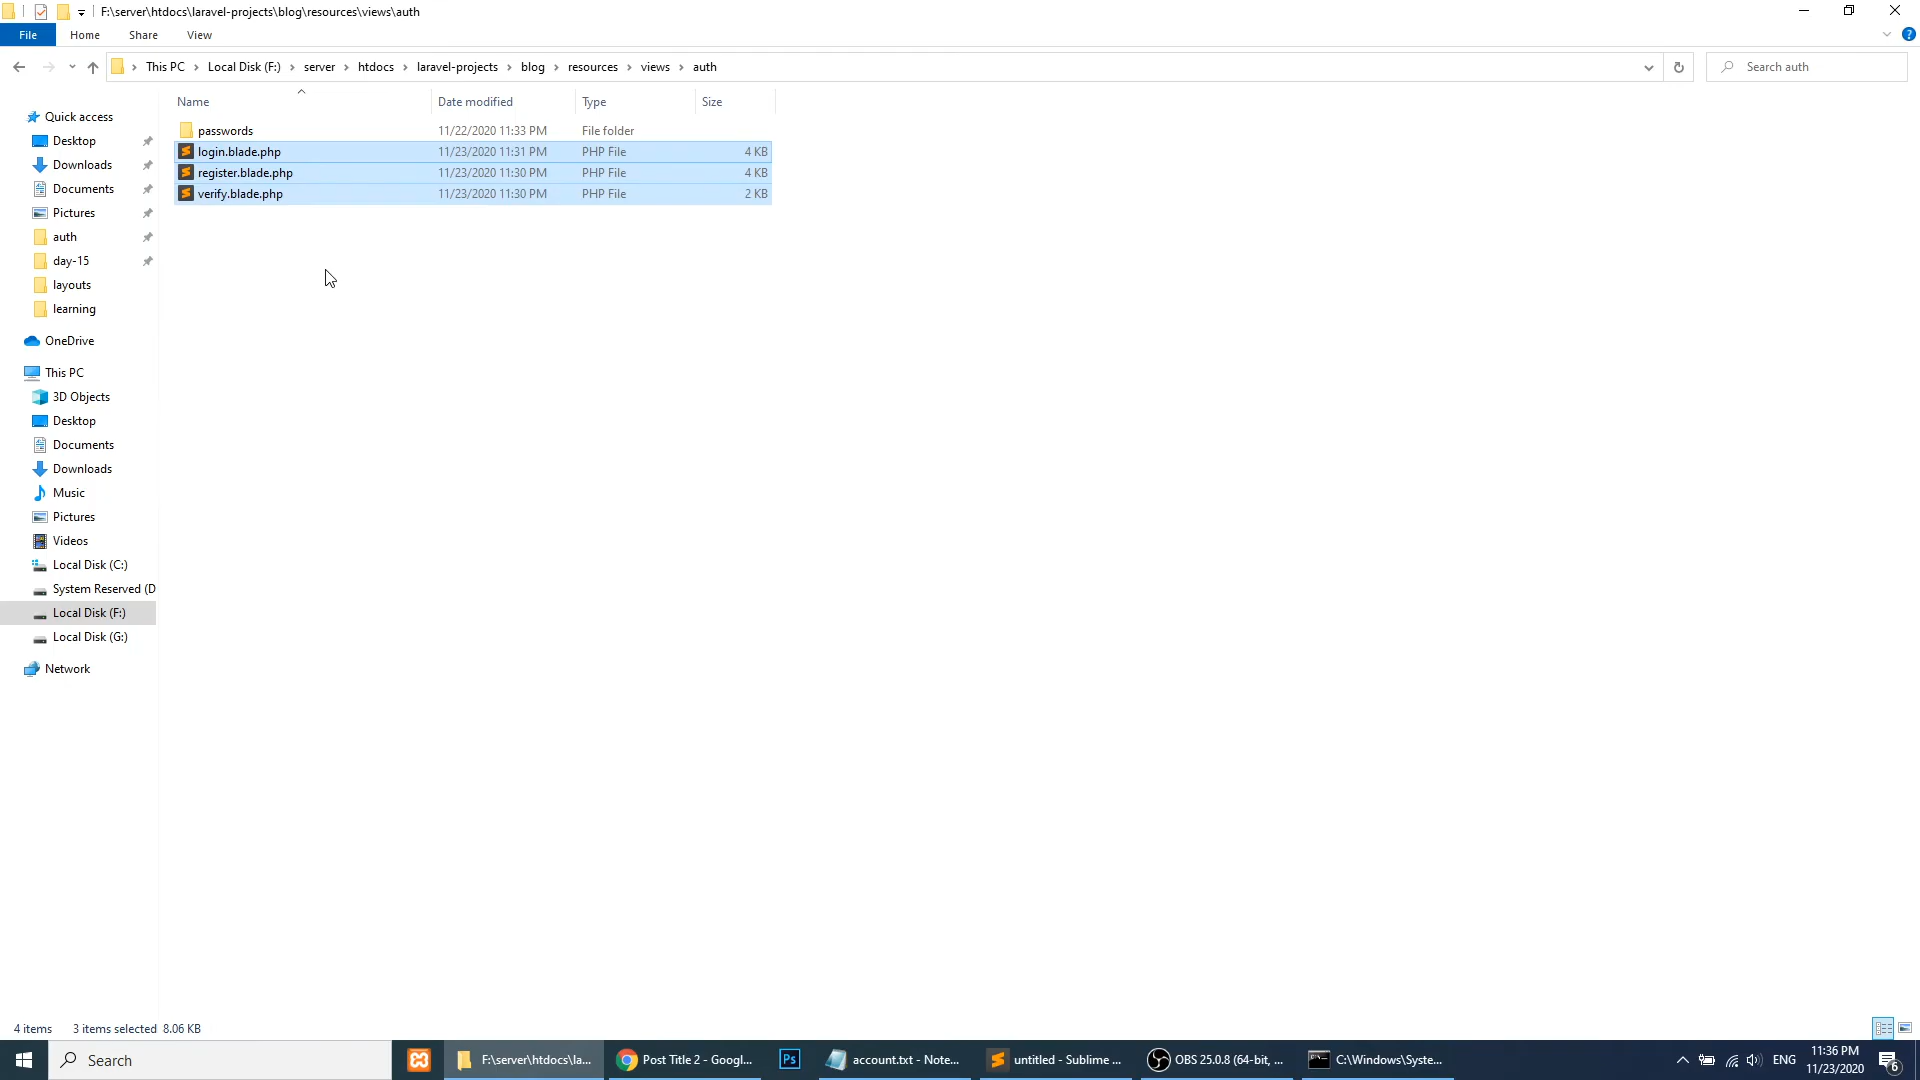 F:\server\htdocs\laravel-projects\blog\resources\views\auth
File Home Share View
This PC Local Disk (F:) server htdocs laravel-projects blog resources views auth
Search auth
Name Date modified Type Size
passwords 11/22/2020 11:33 PM File folder
login.blade.php 11/23/2020 11:31 PM PHP File 4 KB
register.blade.php 11/23/2020 11:30 PM PHP File 4 KB
verify.blade.php 11/23/2020 11:30 PM PHP File 2 KB
Quick access
Desktop
Downloads
Documents
Pictures
auth
day-15
layouts
learning
OneDrive
This PC
3D Objects
Desktop
Documents
Downloads
Music
Pictures
Videos
Local Disk (C:)
System Reserved (D
Local Disk (F:)
Local Disk (G:)
Network
4 items 3 items selected 8.06 KB
Search
F:\server\htdocs\la...
Post Title 2 - Googl...
Ps
account.txt - Note...
untitled - Sublime ...
OBS 25.0.8 (64-bit, ...
C:\Windows\Syste...
ENG
11:36 PM
11/23/2020
6